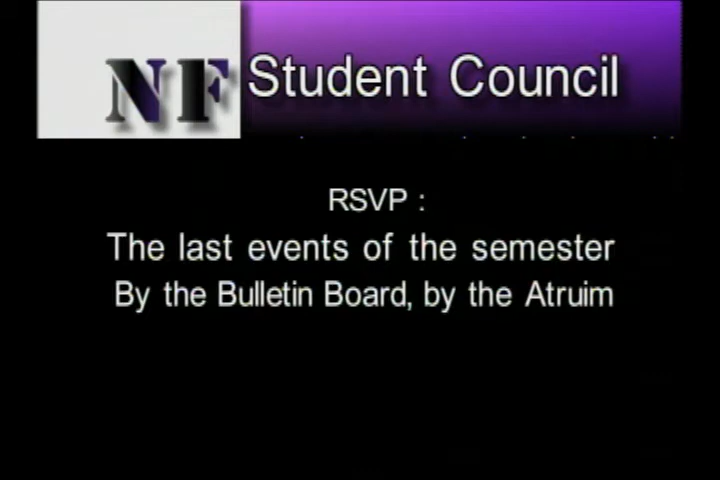 NF Student Council
RSVP :
The last events of the semester
By the Bulletin Board, by the Atruim